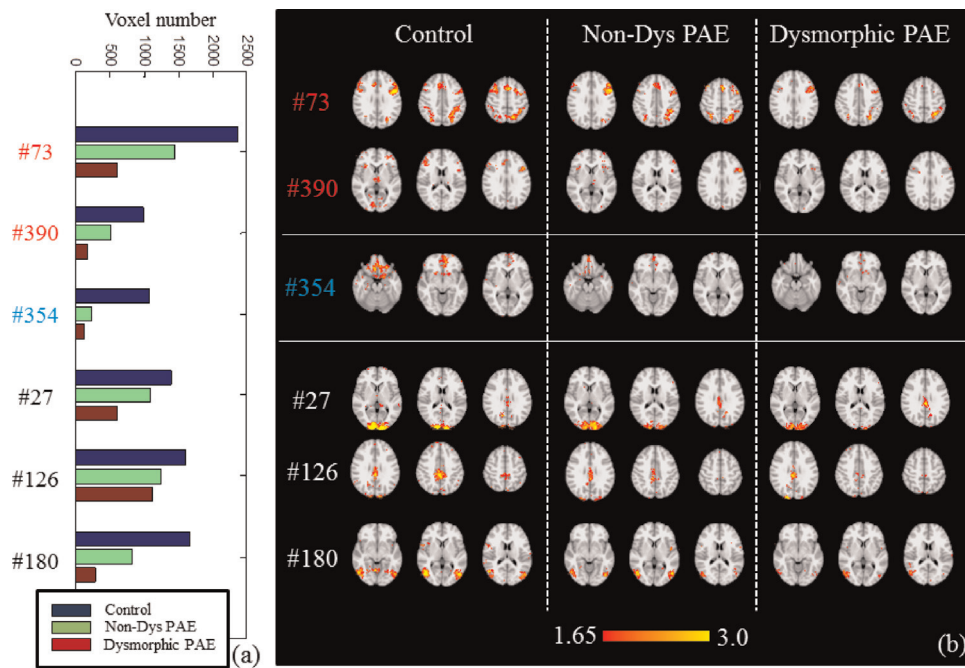 Voxel number
0
500
1000
1500
2000
2500
#73
#390
#354
#27
#126
#180
Control
Non-Dys PAE
Dysmorphic PAE
(a)
Control Non-Dys PAE Dysmorphic PAE
#73
#390
#354
#27
#126
#180
1.65 3.0
(b)